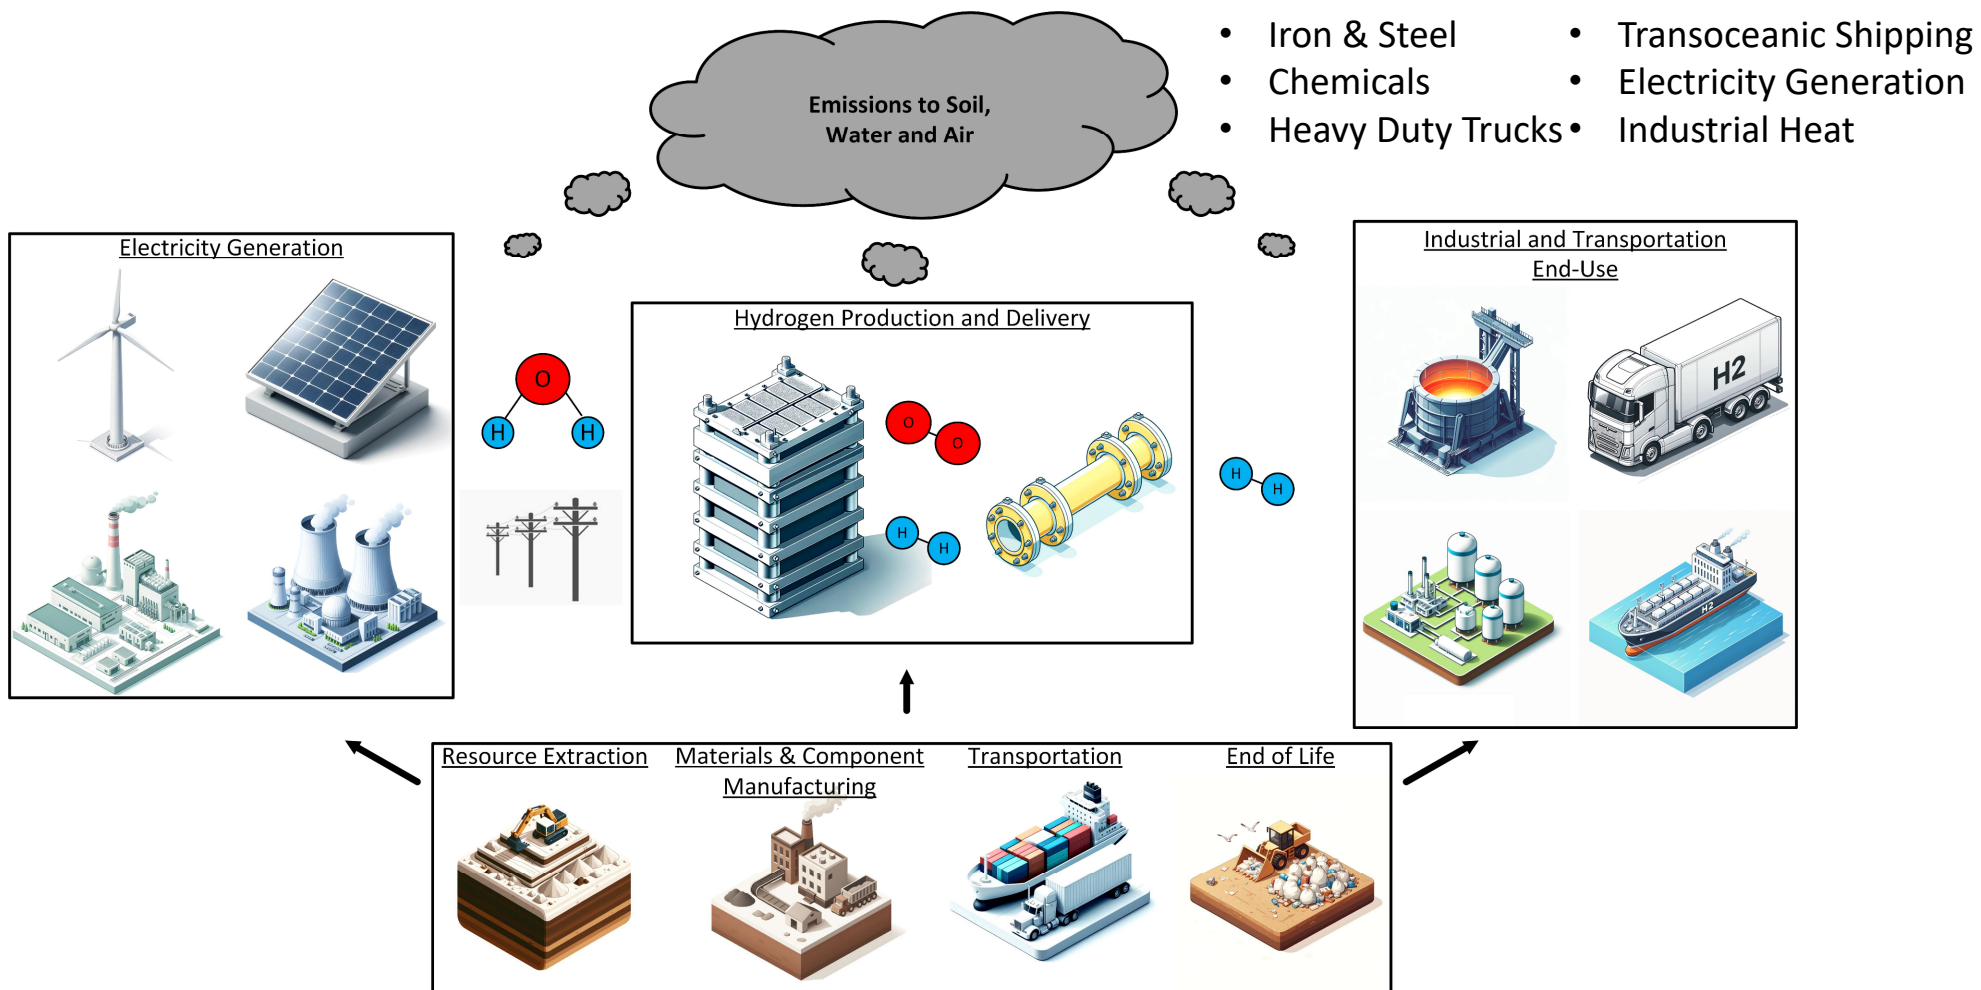 Emissions to Soil,
Water and Air
• Iron & Steel
• Chemicals
• Heavy Duty Trucks
• Transoceanic Shipping
• Electricity Generation
• Industrial Heat
Electricity Generation
O
H H
Hydrogen Production and Delivery
O
O
H
H
H
H
Industrial and Transportation
End-Use
H2
H2
Resource Extraction
Materials & Component
Manufacturing
Transportation
End of Life